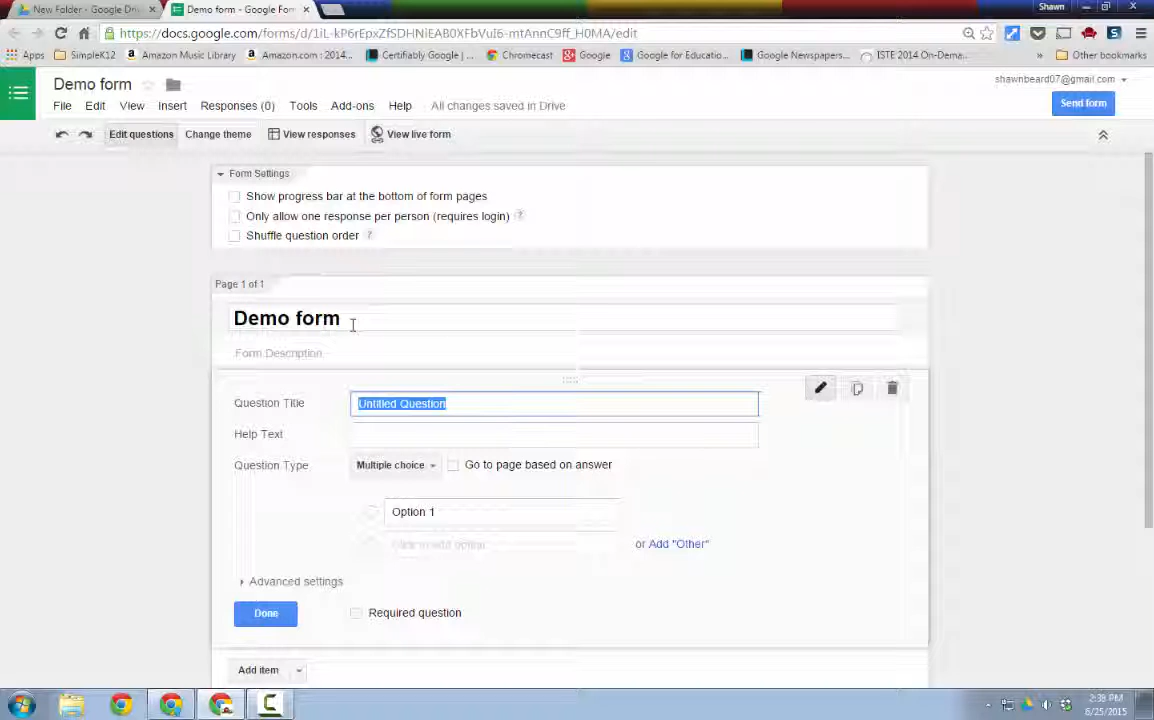 New Folder - Google Dri
Demo form - Google For
Shawn
https://docs.google.com/forms/d/1iL-kP6rEpxZfSDHNiEAB0XFbVuI6-mtAnnC9ff_H0MA/edit
Apps
SimpleK12
Amazon Music Library
Amazon.com : 2014...
Certifiably Google | ...
Chromecast
Google
Google for Educatio...
Google Newspapers...
ISTE 2014 On-Dema...
»
Other bookmarks
Demo form
shawnbeard07@gmail.com
File Edit View Insert Responses (0) Tools Add-ons Help All changes saved in Drive
Send form
Edit questions Change theme View responses View live form
Form Settings
Show progress bar at the bottom of form pages
Only allow one response per person (requires login) ?
Shuffle question order ?
Page 1 of 1
Demo form
Form Description
Question Title Untitled Question
Help Text
Question Type Multiple choice Go to page based on answer
Option 1
Click to add option or Add "Other"
Advanced settings
Done Required question
Add item
2:39 PM
6/25/2015